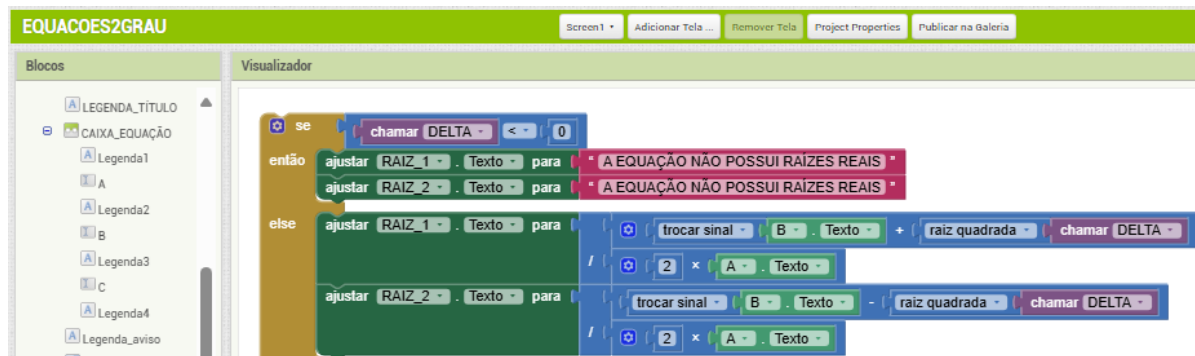 EQUACOES2GRAU
Screen1 Adicionar Tela ... Remover Tela Project Properties Publicar na Galeria
Blocos
Visualizador
LEGENDA_TÍTULO
CAIXA_EQUAÇÃO
Legenda1
A
Legenda2
B
Legenda3
C
Legenda4
Legenda_aviso
se chamar DELTA < 0
então ajustar RAIZ_1 . Texto para " A EQUAÇÃO NÃO POSSUI RAÍZES REAIS "
ajustar RAIZ_2 . Texto para " A EQUAÇÃO NÃO POSSUI RAÍZES REAIS "
else ajustar RAIZ_1 . Texto para trocar sinal B . Texto + raiz quadrada chamar DELTA
/ 2 × A . Texto
ajustar RAIZ_2 . Texto para trocar sinal B . Texto - raiz quadrada chamar DELTA
/ 2 × A . Texto